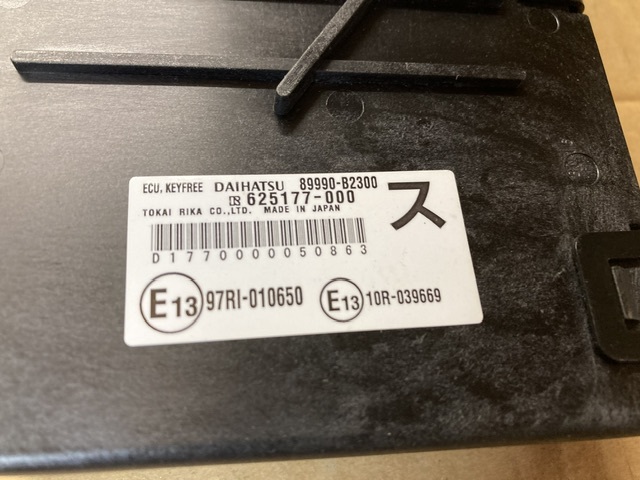 ECU, KEYFREE DAIHATSU 89990-B2300
625177-000
ス
TOKAI RIKA CO.,LTD. MADE IN JAPAN
D1770000050863
E13 97RI-010650 E13 10R-039669